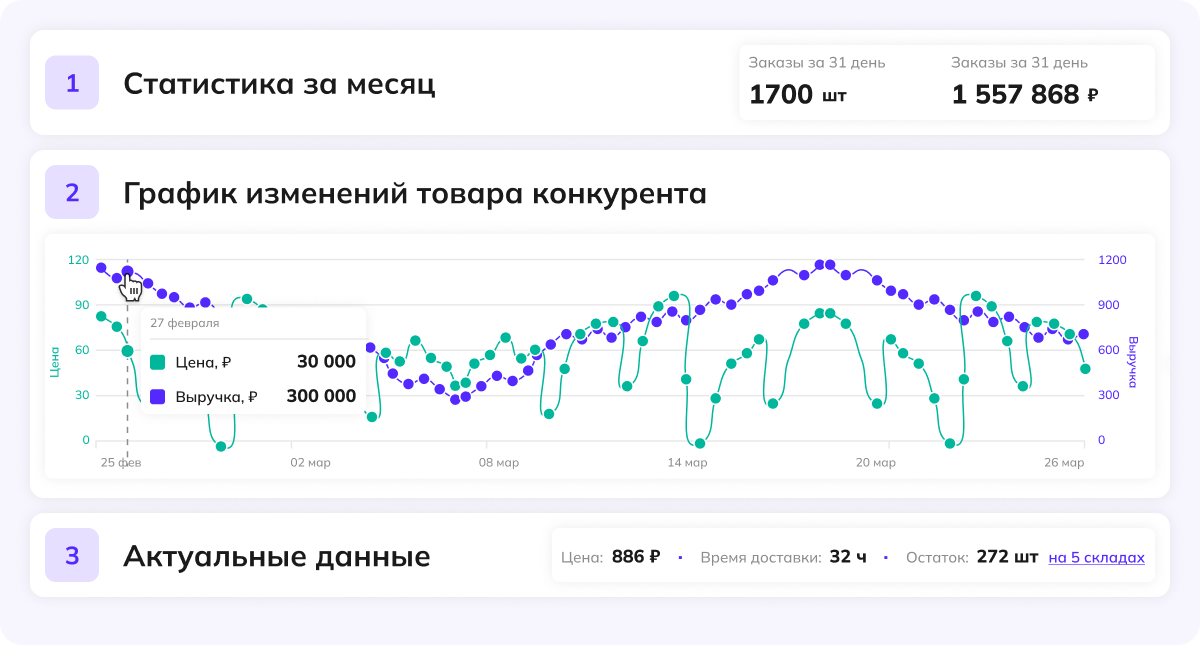 1
Статистика за месяц
Заказы за 31 день
1700 шт
Заказы за 31 день
1 557 868 ₽
2
График изменений товара конкурента
120
90
60
30
0
Цена
1200
900
600
300
0
Выручка
27 февраля
Цена, ₽ 30 000
Выручка, ₽ 300 000
25 фев 02 мар 08 мар 14 мар 20 мар 26 мар
3
Актуальные данные
Цена: 886 ₽ · Время доставки: 32 ч · Остаток: 272 шт на 5 складах